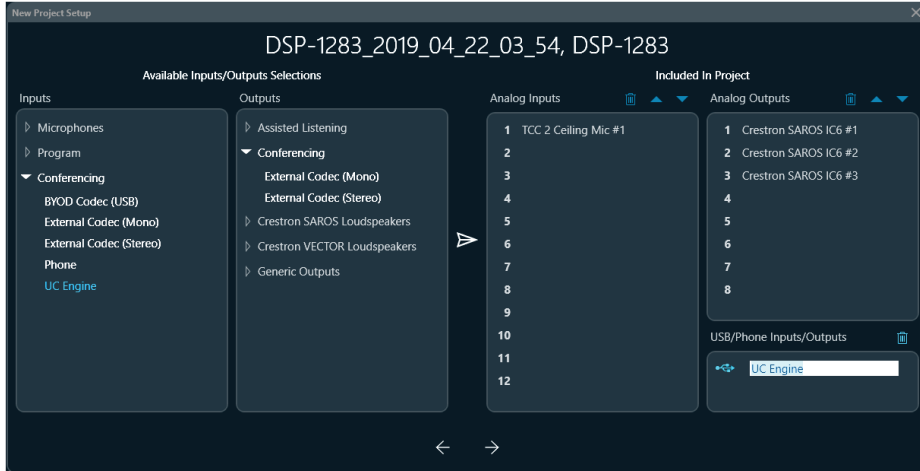 New Project Setup
DSP-1283_2019_04_22_03_54, DSP-1283
Available Inputs/Outputs Selections
Included In Project
Inputs
Microphones
Program
Conferencing
BYOD Codec (USB)
External Codec (Mono)
External Codec (Stereo)
Phone
UC Engine
Outputs
Assisted Listening
Conferencing
External Codec (Mono)
External Codec (Stereo)
Crestron SAROS Loudspeakers
Crestron VECTOR Loudspeakers
Generic Outputs
Analog Inputs
1 TCC 2 Ceiling Mic #1
2
3
4
5
6
7
8
9
10
11
12
Analog Outputs
1 Crestron SAROS IC6 #1
2 Crestron SAROS IC6 #2
3 Crestron SAROS IC6 #3
4
5
6
7
8
USB/Phone Inputs/Outputs
UC Engine